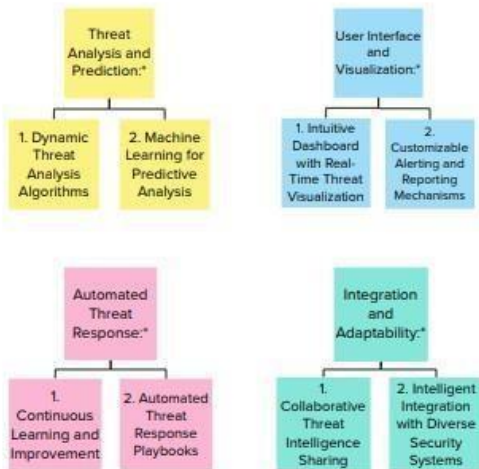 Threat
Analysis and
Prediction:*
1. Dynamic
Threat
Analysis
Algorithms
2. Machine
Learning for
Predictive
Analysis
User Interface
and
Visualization:*
1. Intuitive
Dashboard
with Real-
Time Threat
Visualization
2.
Customizable
Alerting and
Reporting
Mechanisms
Automated
Threat
Response:*
1.
Continuous
Learning and
Improvement
2. Automated
Threat
Response
Playbooks
Integration
and
Adaptability:*
1.
Collaborative
Threat
Intelligence
Sharing
2. Intelligent
Integration
with Diverse
Security
Systems